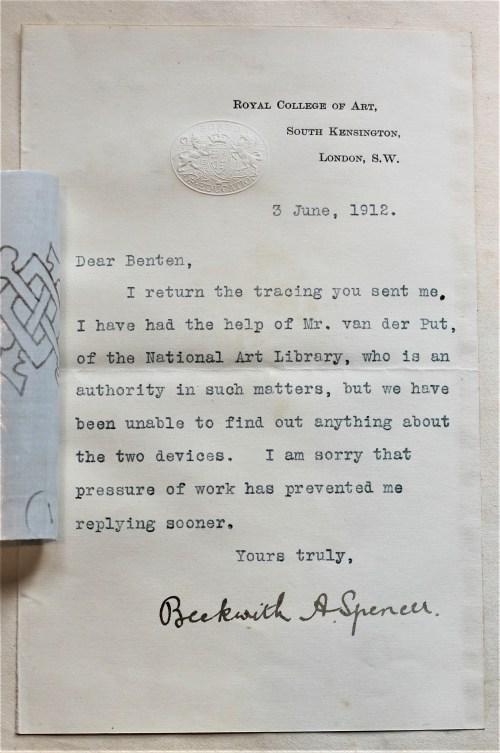 ROYAL COLLEGE OF ART,
SOUTH KENSINGTON,
LONDON, S.W.
3 June, 1912.
Dear Benten,
I return the tracing you sent me.
I have had the help of Mr. van der Put,
of the National Art Library, who is an
authority in such matters, but we have
been unable to find out anything about
the two devices. I am sorry that
pressure of work has prevented me
replying sooner.
Yours truly,
Beckwith A. Spencer.